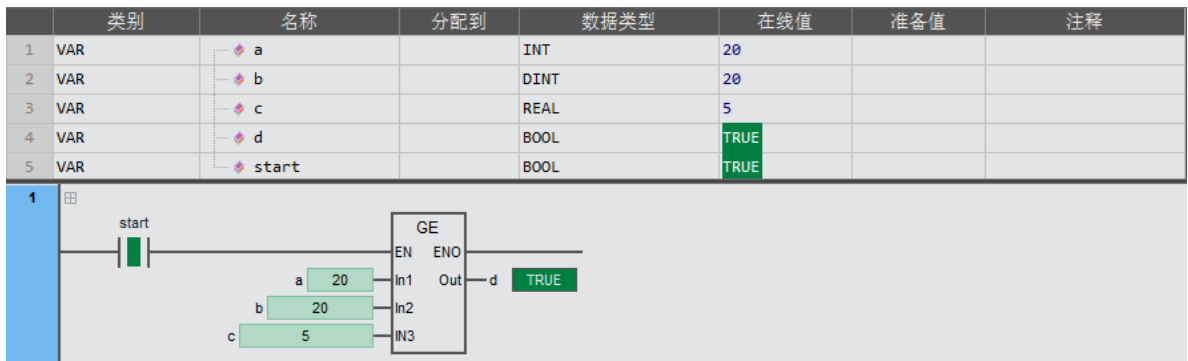 类别 名称 分配到 数据类型 在线值 准备值 注释
1 VAR a INT 20
2 VAR b DINT 20
3 VAR c REAL 5
4 VAR d BOOL TRUE
5 VAR start BOOL TRUE
1
start
GE
EN ENO
a 20 In1 Out d TRUE
b 20 In2
c 5 IN3